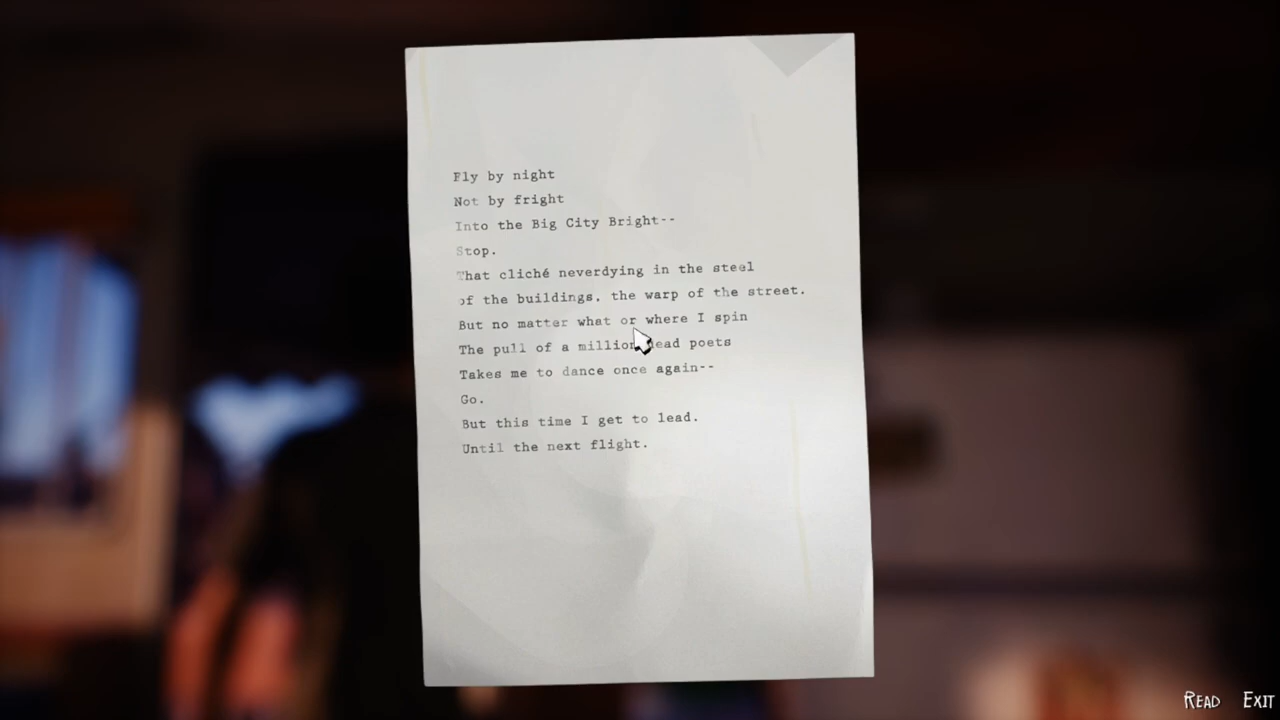 Fly by night
Not by fright
Into the Big City Bright--
Stop.
That cliché neverdying in the steel
of the buildings, the warp of the street.
But no matter what or where I spin
The pull of a million dead poets
Takes me to dance once again--
Go.
But this time I get to lead.
Until the next flight.
READ EXIT